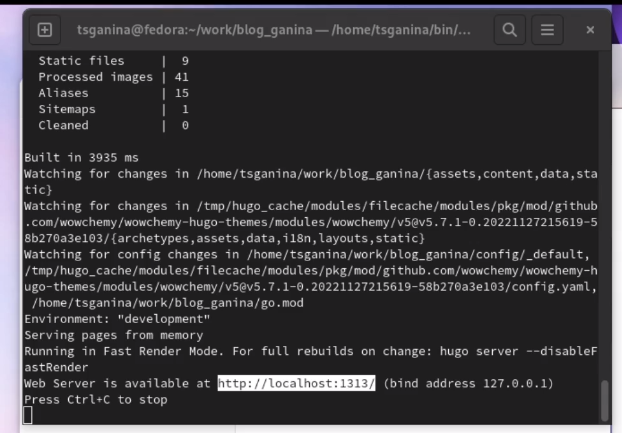 tsganina@fedora:~/work/blog_ganina — /home/tsganina/bin/...
Static files | 9
Processed images | 41
Aliases | 15
Sitemaps | 1
Cleaned | 0
Built in 3935 ms
Watching for changes in /home/tsganina/work/blog_ganina/{assets,content,data,sta
tic}
Watching for changes in /tmp/hugo_cache/modules/filecache/modules/pkg/mod/github
.com/wowchemy/wowchemy-hugo-themes/modules/wowchemy/v5@v5.7.1-0.20221127215619-5
8b270a3e103/{archetypes,assets,data,i18n,layouts,static}
Watching for config changes in /home/tsganina/work/blog_ganina/config/_default,
/tmp/hugo_cache/modules/filecache/modules/pkg/mod/github.com/wowchemy/wowchemy-h
ugo-themes/modules/wowchemy/v5@v5.7.1-0.20221127215619-58b270a3e103/config.yaml,
/home/tsganina/work/blog_ganina/go.mod
Environment: "development"
Serving pages from memory
Running in Fast Render Mode. For full rebuilds on change: hugo server --disableF
astRender
Web Server is available at http://localhost:1313/ (bind address 127.0.0.1)
Press Ctrl+C to stop